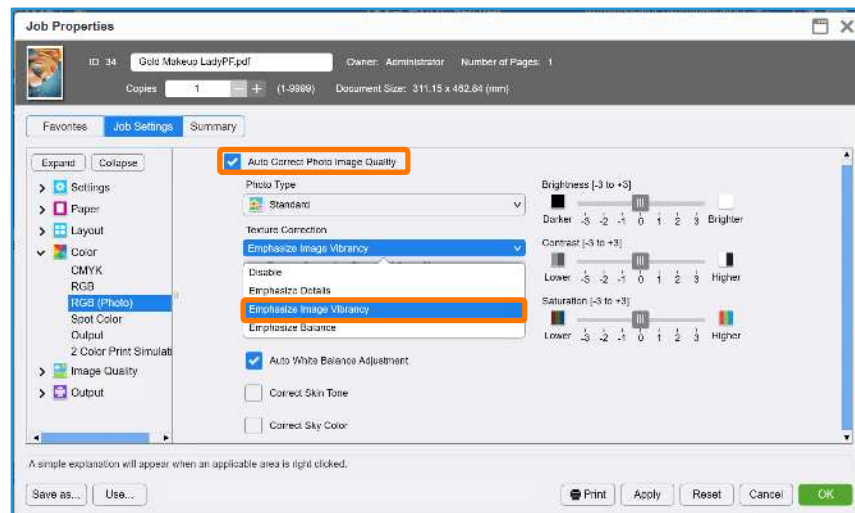 Job Properties
ID 34 Gold Makeup LadyPF.pdf Owner: Administrator Number of Pages: 1
Copies 1 - + (1-9999) Document Size: 311.15 x 462.64 (mm)
Favorites Job Settings Summary
Expand Collapse
Settings
Paper
Layout
Color
CMYK
RGB
RGB (Photo)
Spot Color
Output
2 Color Print Simulati
Image Quality
Output
Auto Correct Photo Image Quality
Photo Type
Standard
Texture Correction
Emphasize Image Vibrancy
Disable
Emphasize Details
Emphasize Image Vibrancy
Emphasize Balance
Auto White Balance Adjustment
Correct Skin Tone
Correct Sky Color
Brightness [-3 to +3]
Darker -3 -2 -1 0 1 2 3 Brighter
Contrast [-3 to +3]
Lower -3 -2 -1 0 1 2 3 Higher
Saturation [-3 to +3]
Lower -3 -2 -1 0 1 2 3 Higher
A simple explanation will appear when an applicable area is right clicked.
Save as... Use... Print Apply Reset Cancel OK